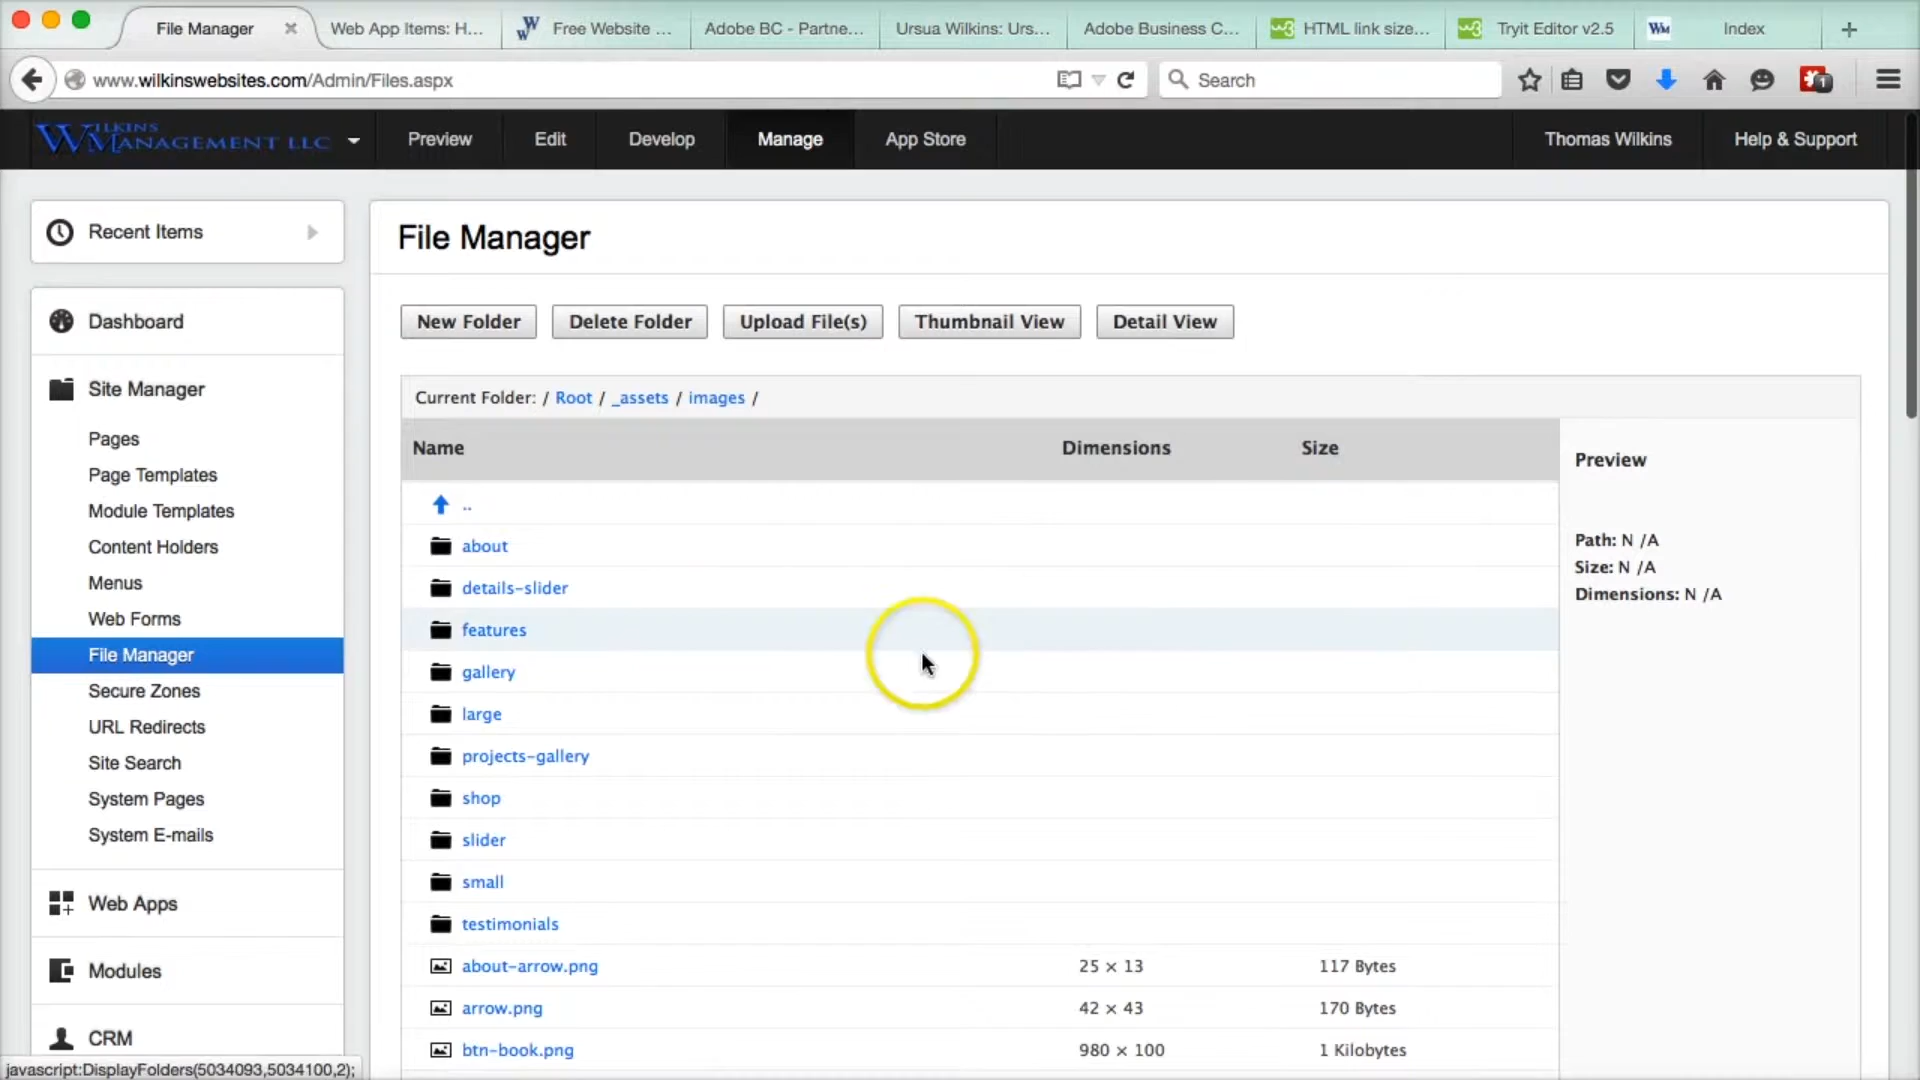 File Manager
Web App Items: H...
Free Website ...
Adobe BC - Partne...
Ursua Wilkins: Urs...
Adobe Business C...
HTML link size...
Tryit Editor v2.5
Index
www.wilkinswebsites.com/Admin/Files.aspx
Search
1
WILKINS
MANAGEMENT LLC
Preview
Edit
Develop
Manage
App Store
Thomas Wilkins
Help & Support
Recent Items
Dashboard
Site Manager
Pages
Page Templates
Module Templates
Content Holders
Menus
Web Forms
File Manager
Secure Zones
URL Redirects
Site Search
System Pages
System E-mails
Web Apps
Modules
CRM
File Manager
New Folder
Delete Folder
Upload File(s)
Thumbnail View
Detail View
Current Folder: / Root / _assets / images /
Name Dimensions Size
..
about
details-slider
features
gallery
large
projects-gallery
shop
slider
small
testimonials
about-arrow.png 25 × 13 117 Bytes
arrow.png 42 × 43 170 Bytes
btn-book.png 980 × 100 1 Kilobytes
Preview
Path: N /A
Size: N /A
Dimensions: N /A
javascript:DisplayFolders(5034093,5034100,2);